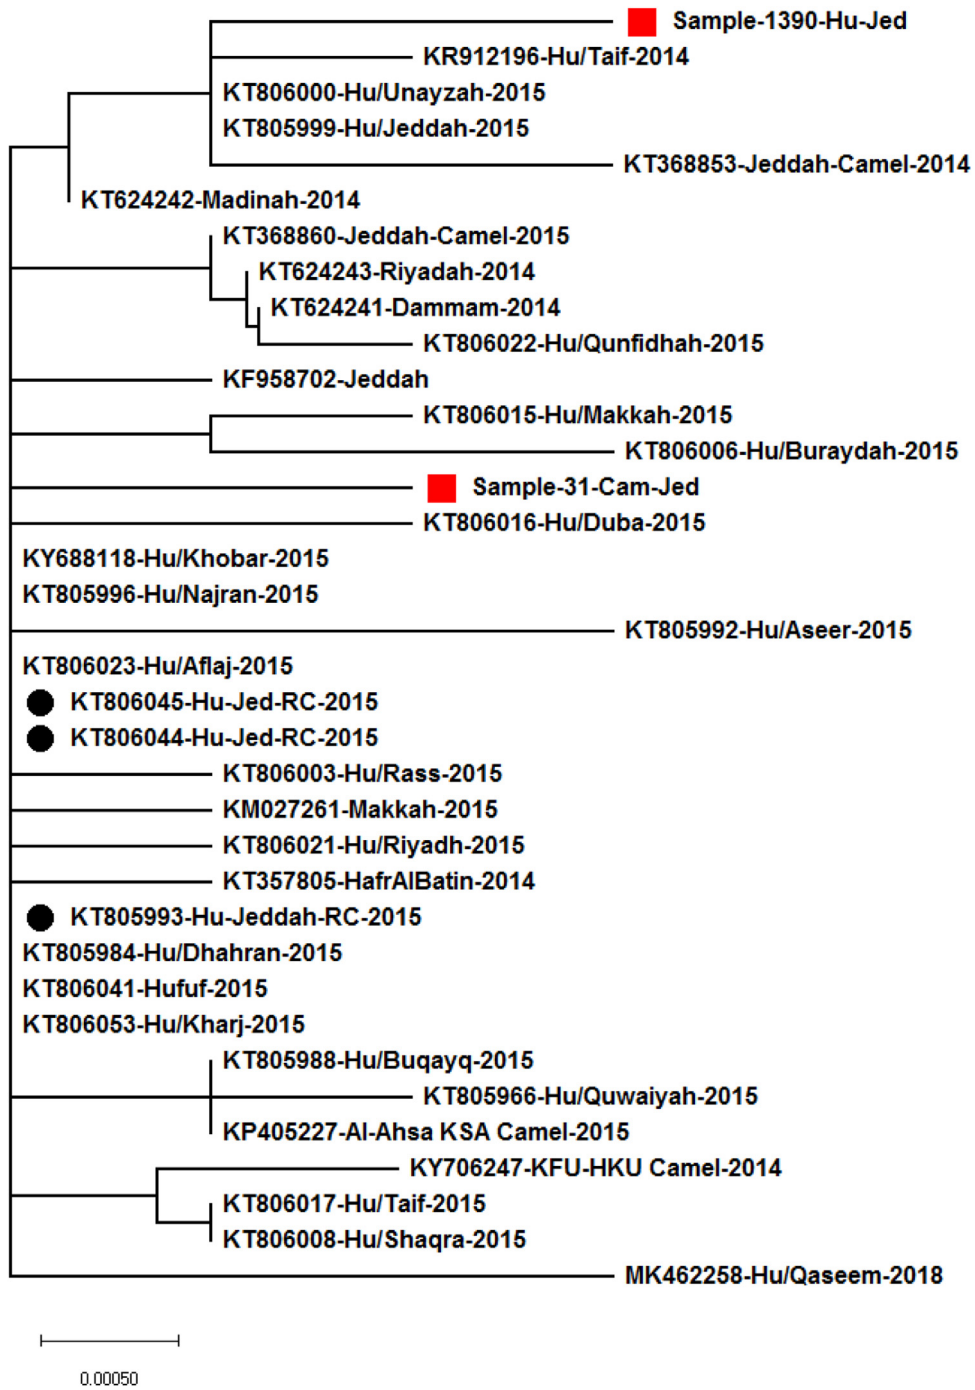 Sample-1390-Hu-Jed
KR912196-Hu/Taif-2014
KT806000-Hu/Unayzah-2015
KT805999-Hu/Jeddah-2015
KT368853-Jeddah-Camel-2014
KT624242-Madinah-2014
KT368860-Jeddah-Camel-2015
KT624243-Riyadah-2014
KT624241-Dammam-2014
KT806022-Hu/Qunfidhah-2015
KF958702-Jeddah
KT806015-Hu/Makkah-2015
KT806006-Hu/Buraydah-2015
Sample-31-Cam-Jed
KT806016-Hu/Duba-2015
KY688118-Hu/Khobar-2015
KT805996-Hu/Najran-2015
KT805992-Hu/Aseer-2015
KT806023-Hu/Aflaj-2015
KT806045-Hu-Jed-RC-2015
KT806044-Hu-Jed-RC-2015
KT806003-Hu/Rass-2015
KM027261-Makkah-2015
KT806021-Hu/Riyadh-2015
KT357805-HafrAlBatin-2014
KT805993-Hu-Jeddah-RC-2015
KT805984-Hu/Dhahran-2015
KT806041-Hufuf-2015
KT806053-Hu/Kharj-2015
KT805988-Hu/Buqayq-2015
KT805966-Hu/Quwaiyah-2015
KP405227-Al-Ahsa KSA Camel-2015
KY706247-KFU-HKU Camel-2014
KT806017-Hu/Taif-2015
KT806008-Hu/Shaqra-2015
MK462258-Hu/Qaseem-2018
0.00050